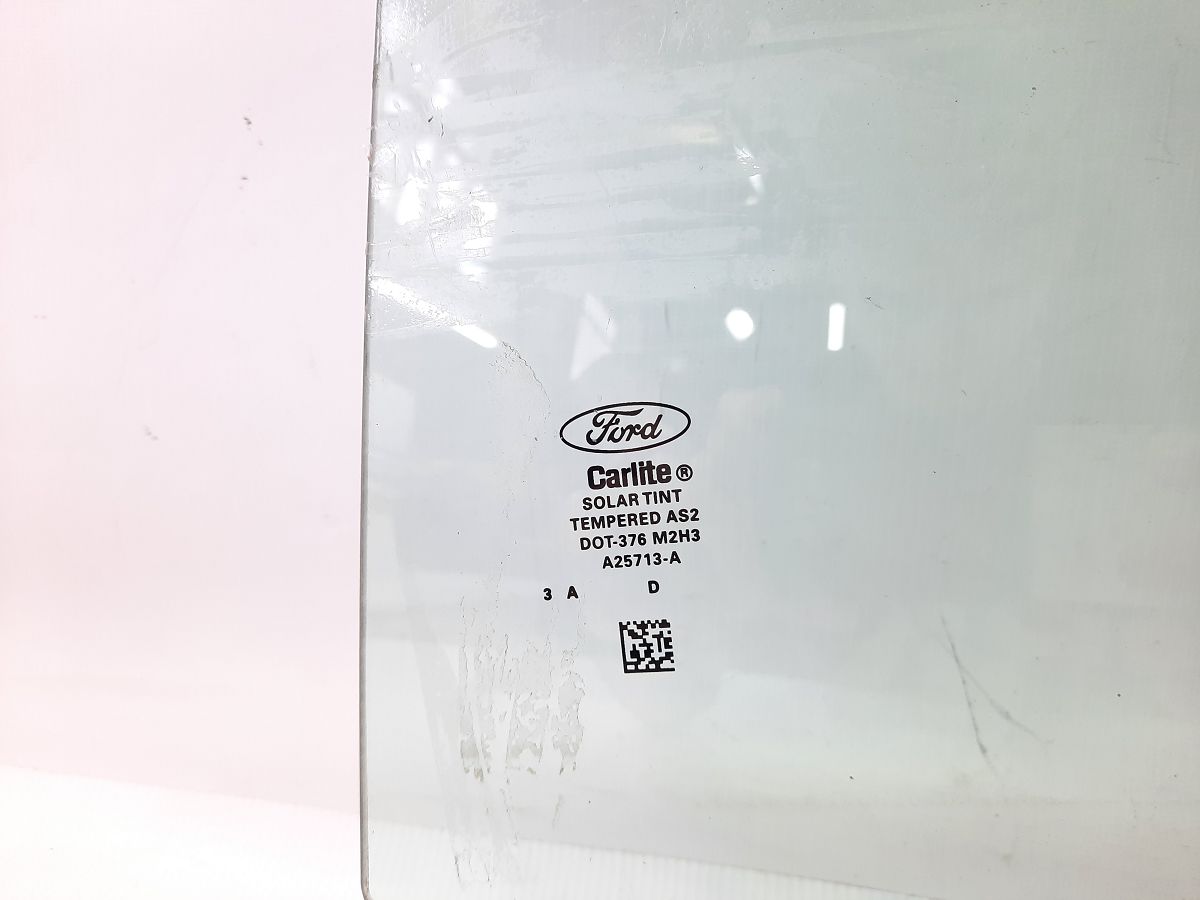 Ford
Carlite®
SOLAR TINT
TEMPERED AS2
DOT-376 M2H3
A25713-A
3 A D